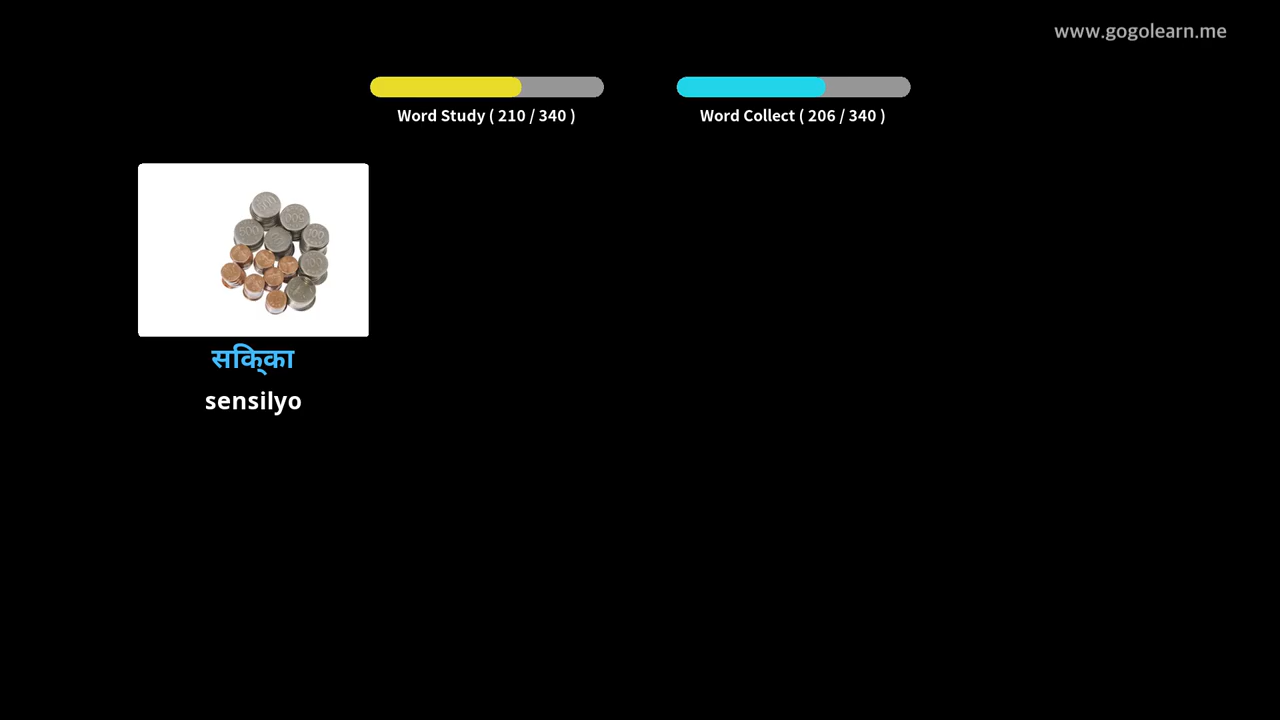 www.gogolearn.me
Word Study ( 210 / 340 )
Word Collect ( 206 / 340 )
सक्किा
sensilyo